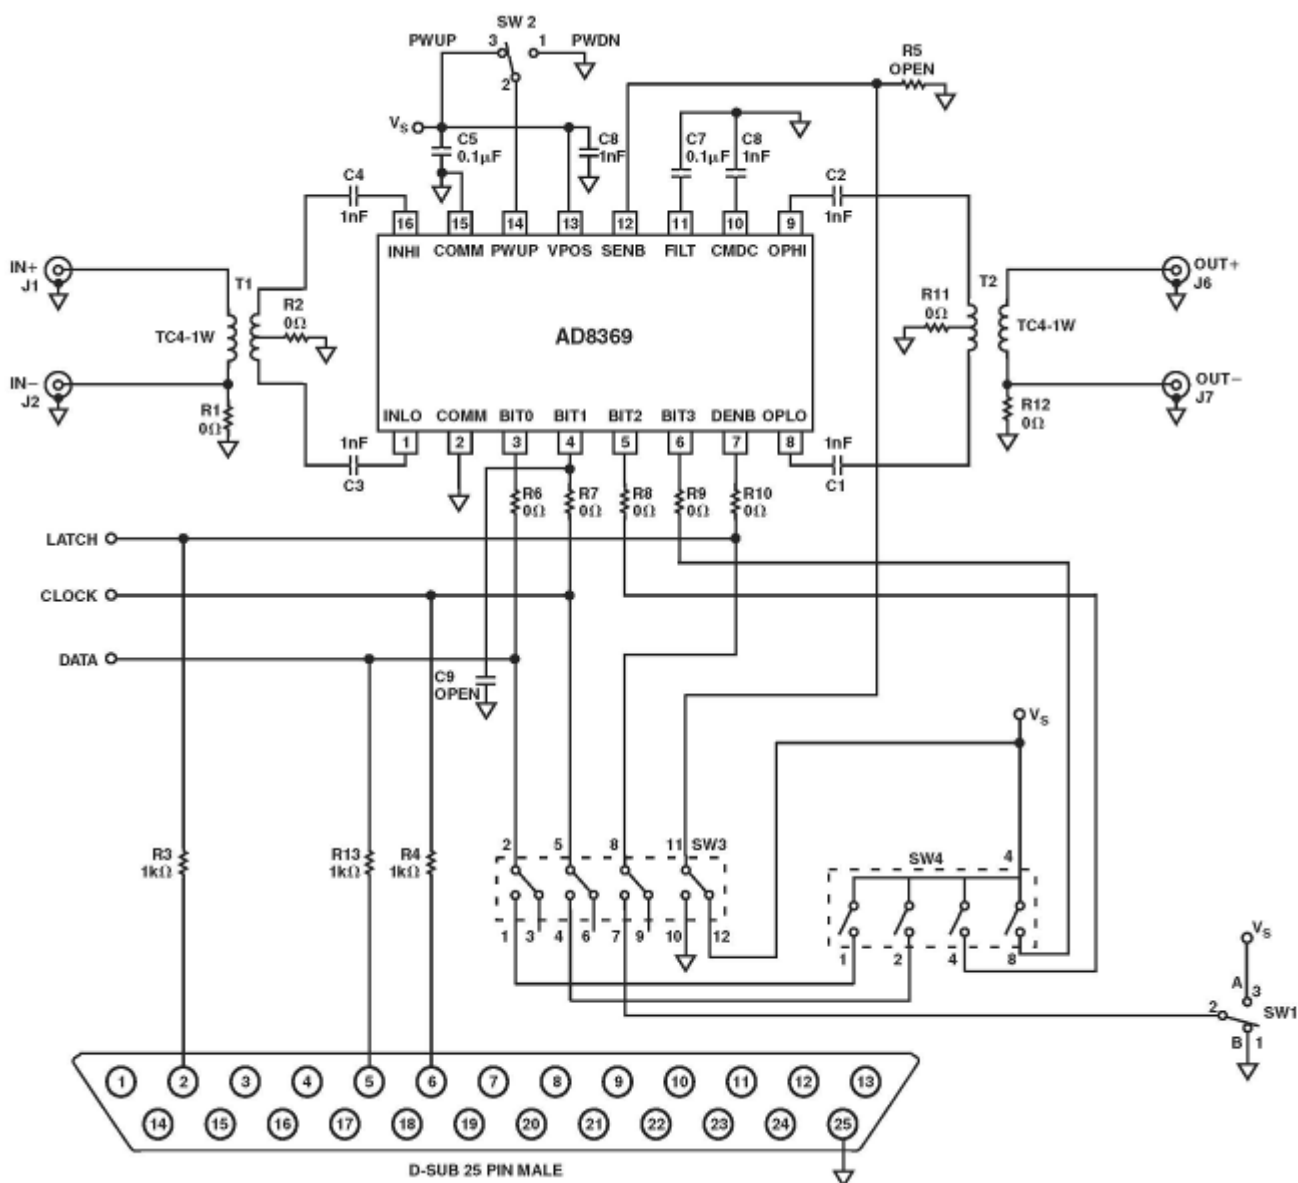 SW 2
PWUP 3 1 PWDN
2
R5
OPEN
VS
C5
0.1µF
C8
1nF
C7
0.1µF
C8
1nF
C4
1nF
C2
1nF
16 15 14 13 12 11 10 9
INHI COMM PWUP VPOS SENB FILT CMDC OPHI
IN+
J1
T1
R2
0Ω
TC4-1W
AD8369
R11
0Ω
T2
TC4-1W
OUT+
J6
IN–
J2
R1
0Ω
OUT–
J7
R12
0Ω
INLO COMM BIT0 BIT1 BIT2 BIT3 DENB OPLO
1 2 3 4 5 6 7 8
1nF
C3
1nF
C1
R6
0Ω
R7
0Ω
R8
0Ω
R9
0Ω
R10
0Ω
LATCH
CLOCK
DATA
C9
OPEN
VS
R3
1kΩ
R13
1kΩ
R4
1kΩ
2 5 8 11 SW3
1 3 4 6 7 9 10 12
SW4 4
1 2 4 8
VS
A 3
2 SW1
B 1
1 2 3 4 5 6 7 8 9 10 11 12 13
14 15 16 17 18 19 20 21 22 23 24 25
D-SUB 25 PIN MALE